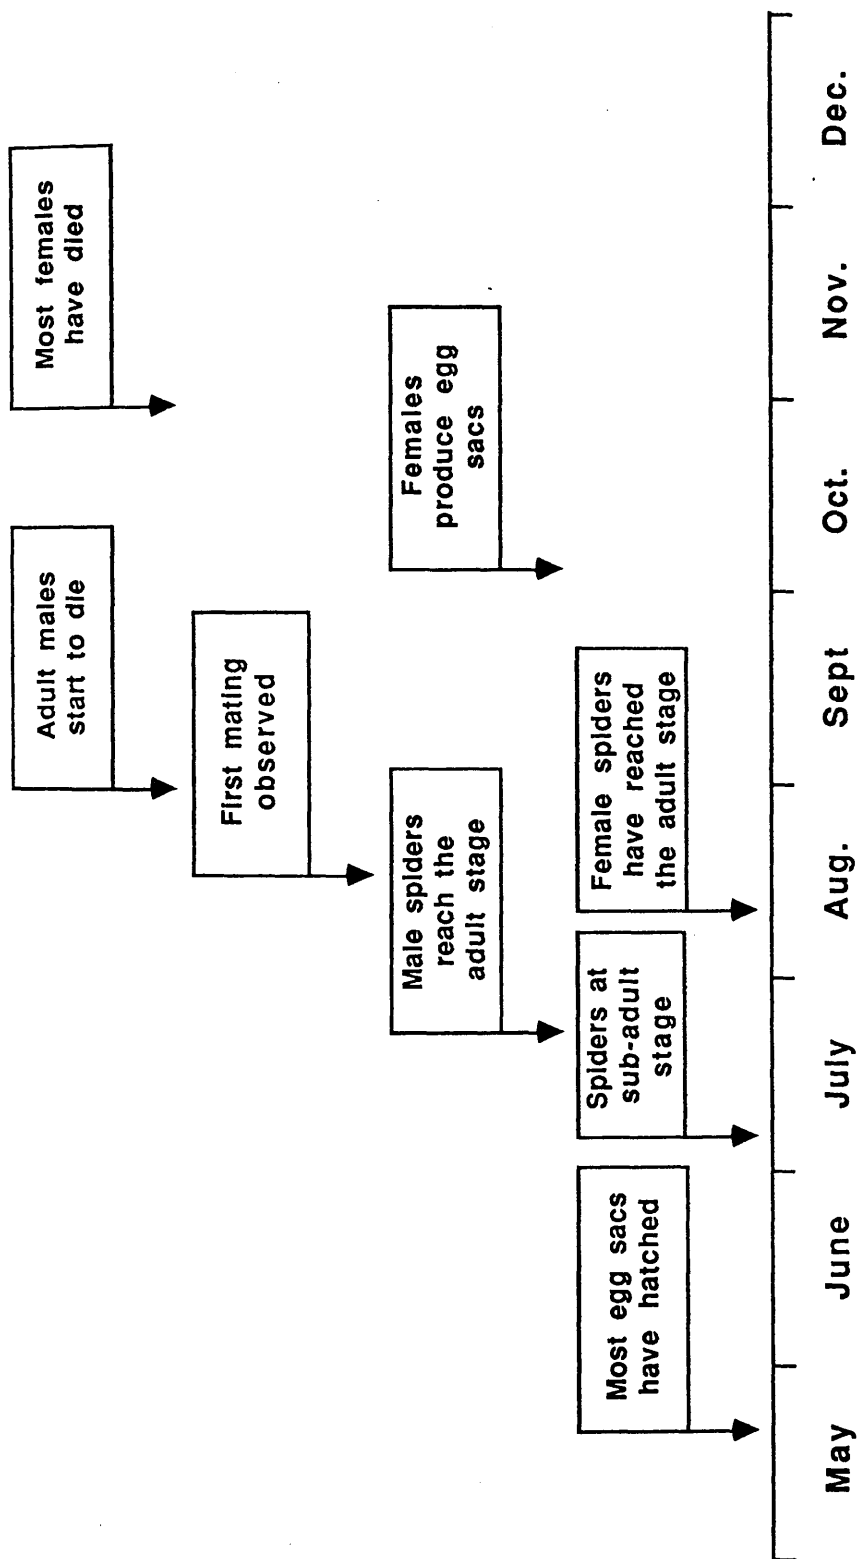 Adult males
start to die
Most females
have died
First mating
observed
Male spiders
reach the
adult stage
Females
produce egg
sacs
Most egg sacs
have hatched
Spiders at
sub-adult
stage
Female spiders
have reached
the adult stage
May
June
July
Aug.
Sept
Oct.
Nov.
Dec.